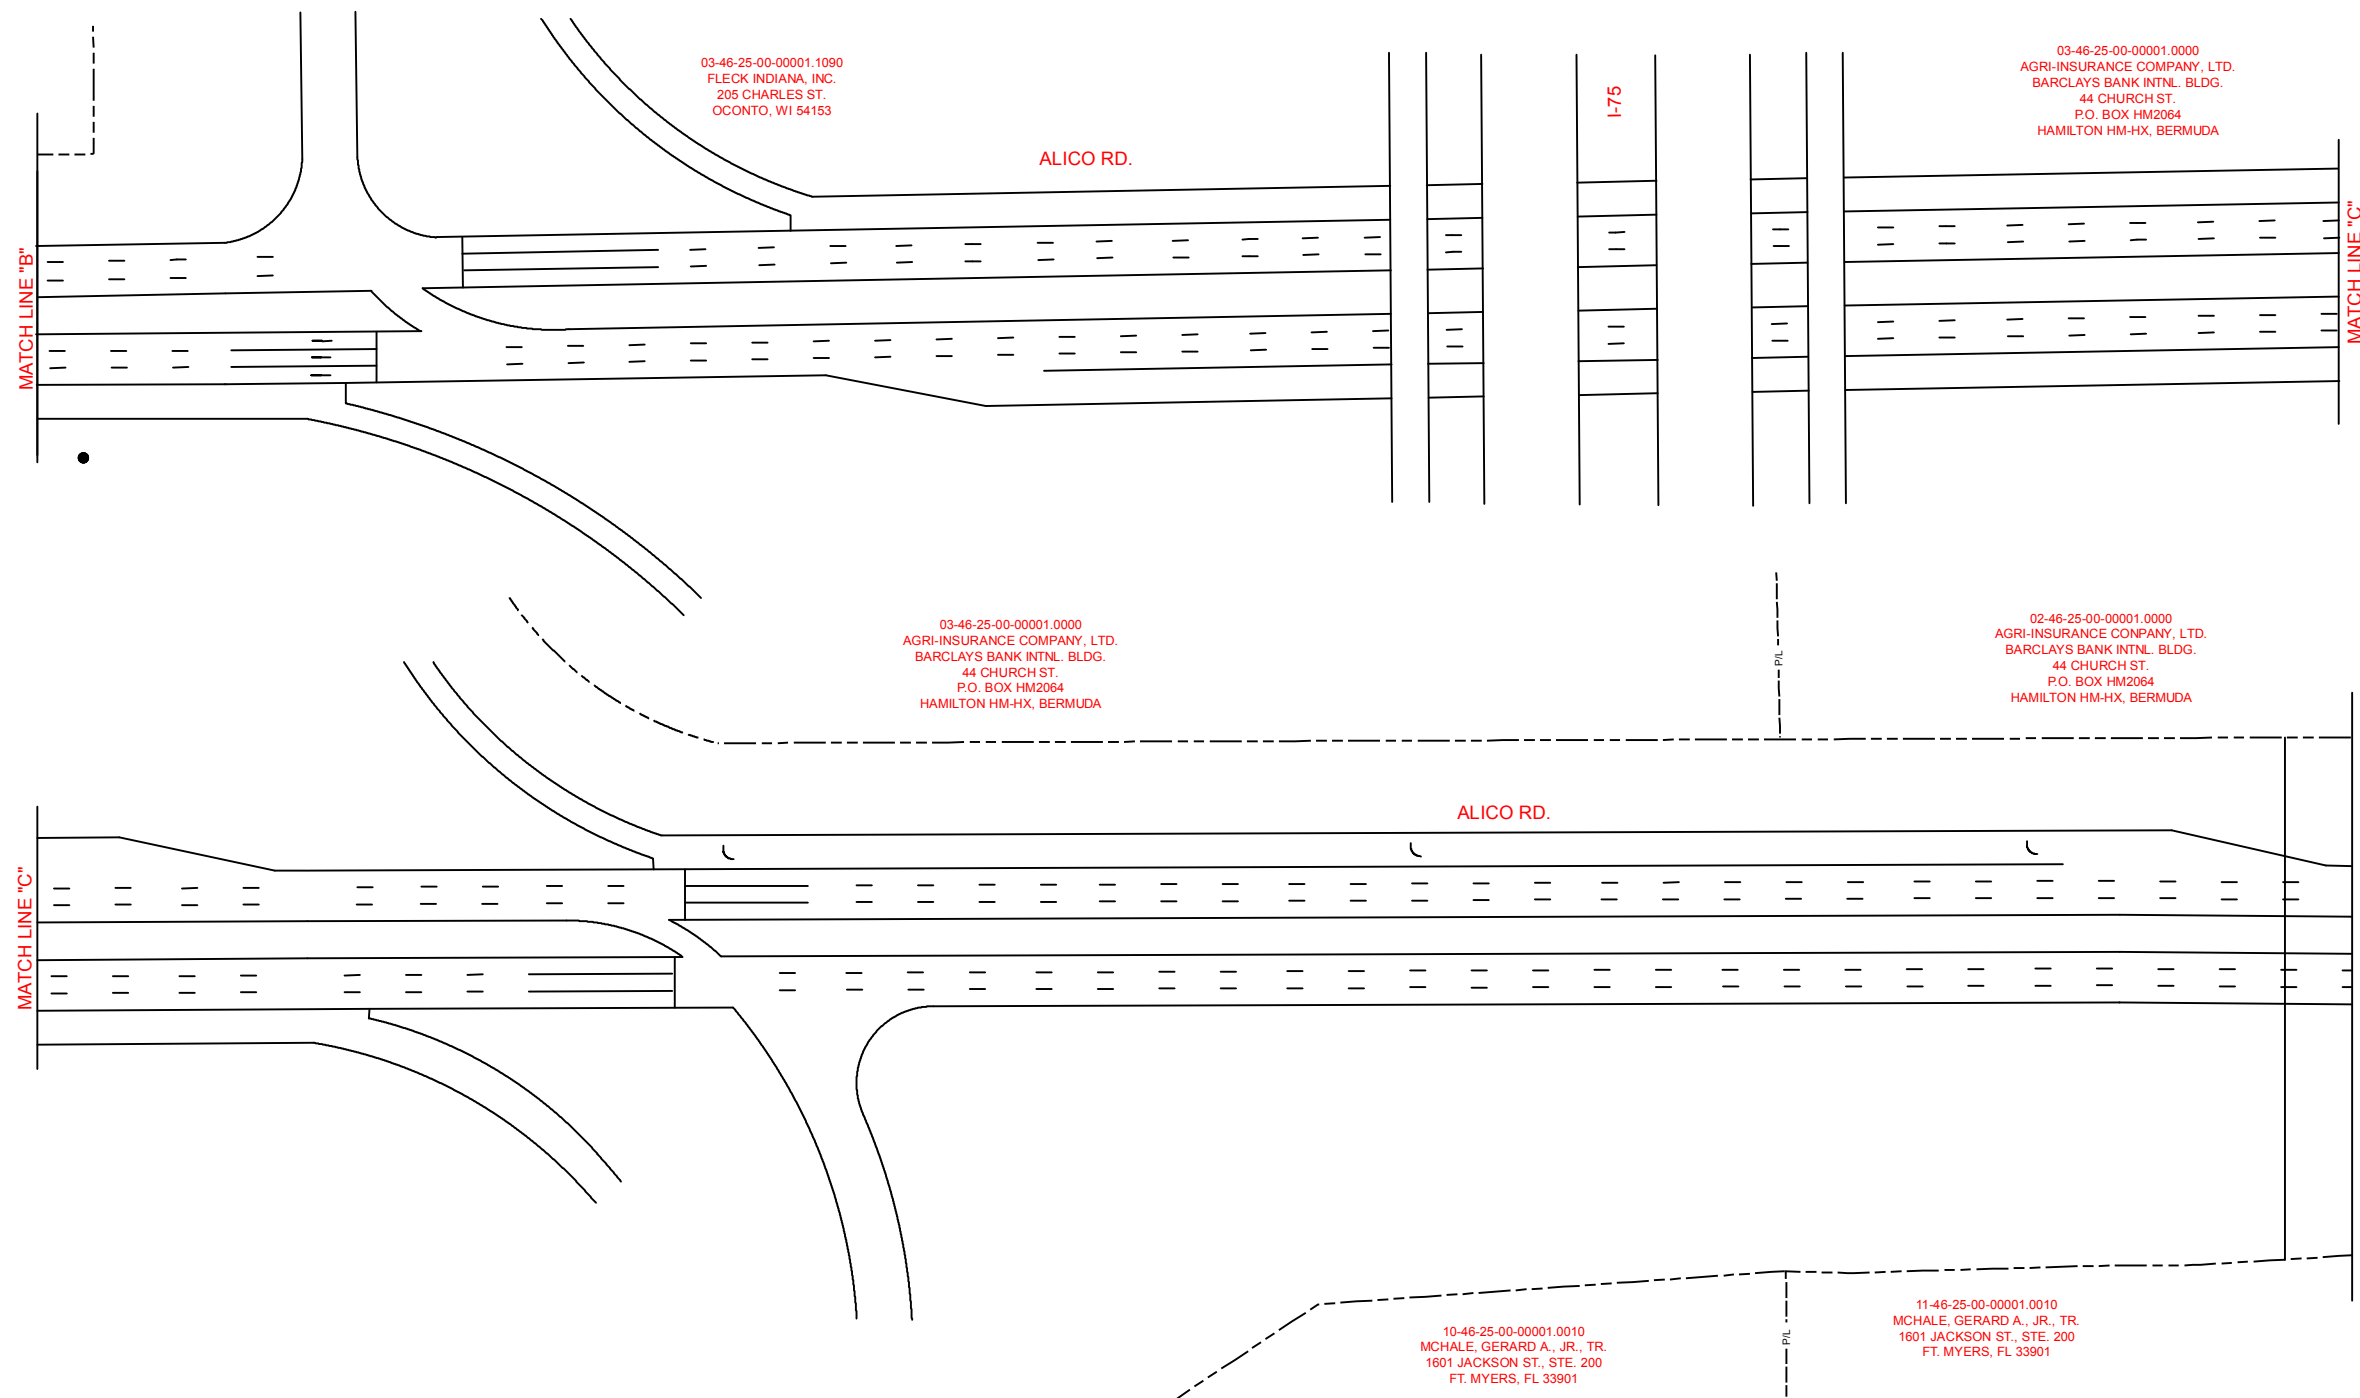 03-46-25-00-00001.1090
FLECK INDIANA, INC.
205 CHARLES ST.
OCONTO, WI 54153
I-75
03-46-25-00-00001.0000
AGRI-INSURANCE COMPANY, LTD.
BARCLAYS BANK INTNL. BLDG.
44 CHURCH ST.
P.O. BOX HM2064
HAMILTON HM-HX, BERMUDA
ALICO RD.
MATCH LINE "B"
MATCH LINE "C"
03-46-25-00-00001.0000
AGRI-INSURANCE COMPANY, LTD.
BARCLAYS BANK INTNL. BLDG.
44 CHURCH ST.
P.O. BOX HM2064
HAMILTON HM-HX, BERMUDA
P/L
02-46-25-00-00001.0000
AGRI-INSURANCE CONPANY, LTD.
BARCLAYS BANK INTNL. BLDG.
44 CHURCH ST.
P.O. BOX HM2064
HAMILTON HM-HX, BERMUDA
ALICO RD.
MATCH LINE "C"
10-46-25-00-00001.0010
MCHALE, GERARD A., JR., TR.
1601 JACKSON ST., STE. 200
FT. MYERS, FL 33901
P/L
11-46-25-00-00001.0010
MCHALE, GERARD A., JR., TR.
1601 JACKSON ST., STE. 200
FT. MYERS, FL 33901